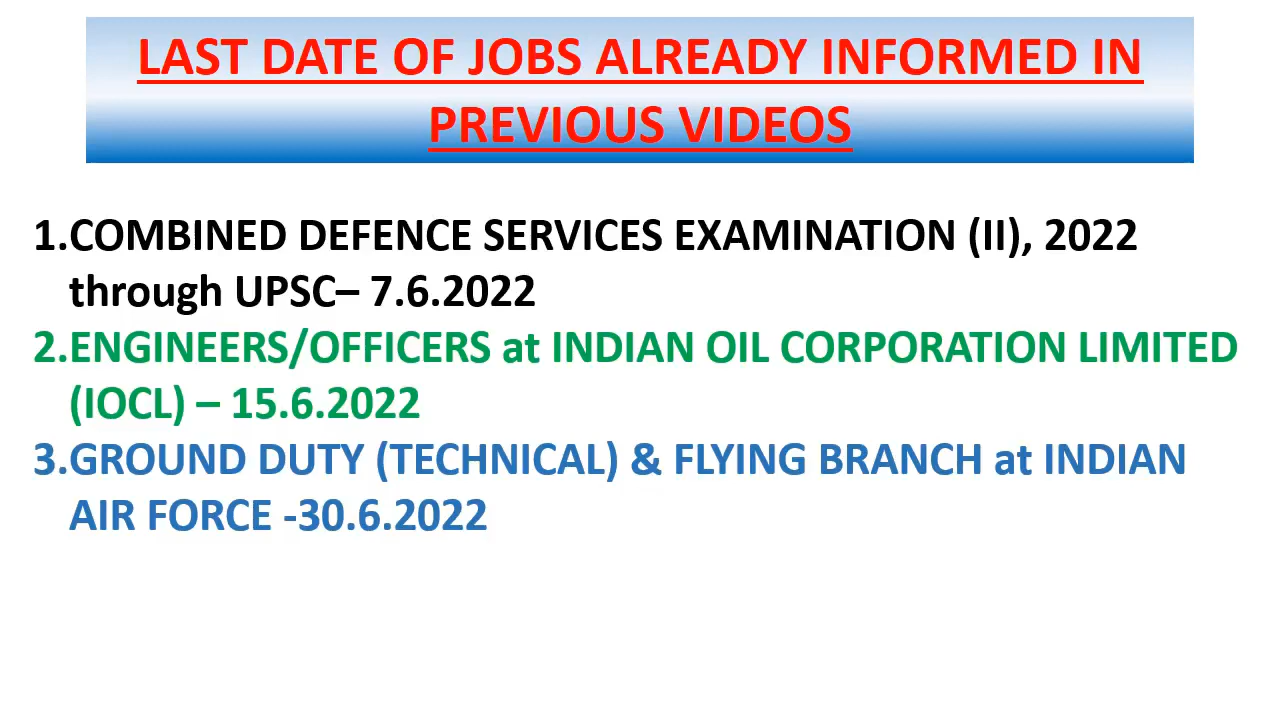 LAST DATE OF JOBS ALREADY INFORMED IN
PREVIOUS VIDEOS
1.COMBINED DEFENCE SERVICES EXAMINATION (II), 2022
through UPSC– 7.6.2022
2.ENGINEERS/OFFICERS at INDIAN OIL CORPORATION LIMITED
(IOCL) – 15.6.2022
3.GROUND DUTY (TECHNICAL) & FLYING BRANCH at INDIAN
AIR FORCE -30.6.2022